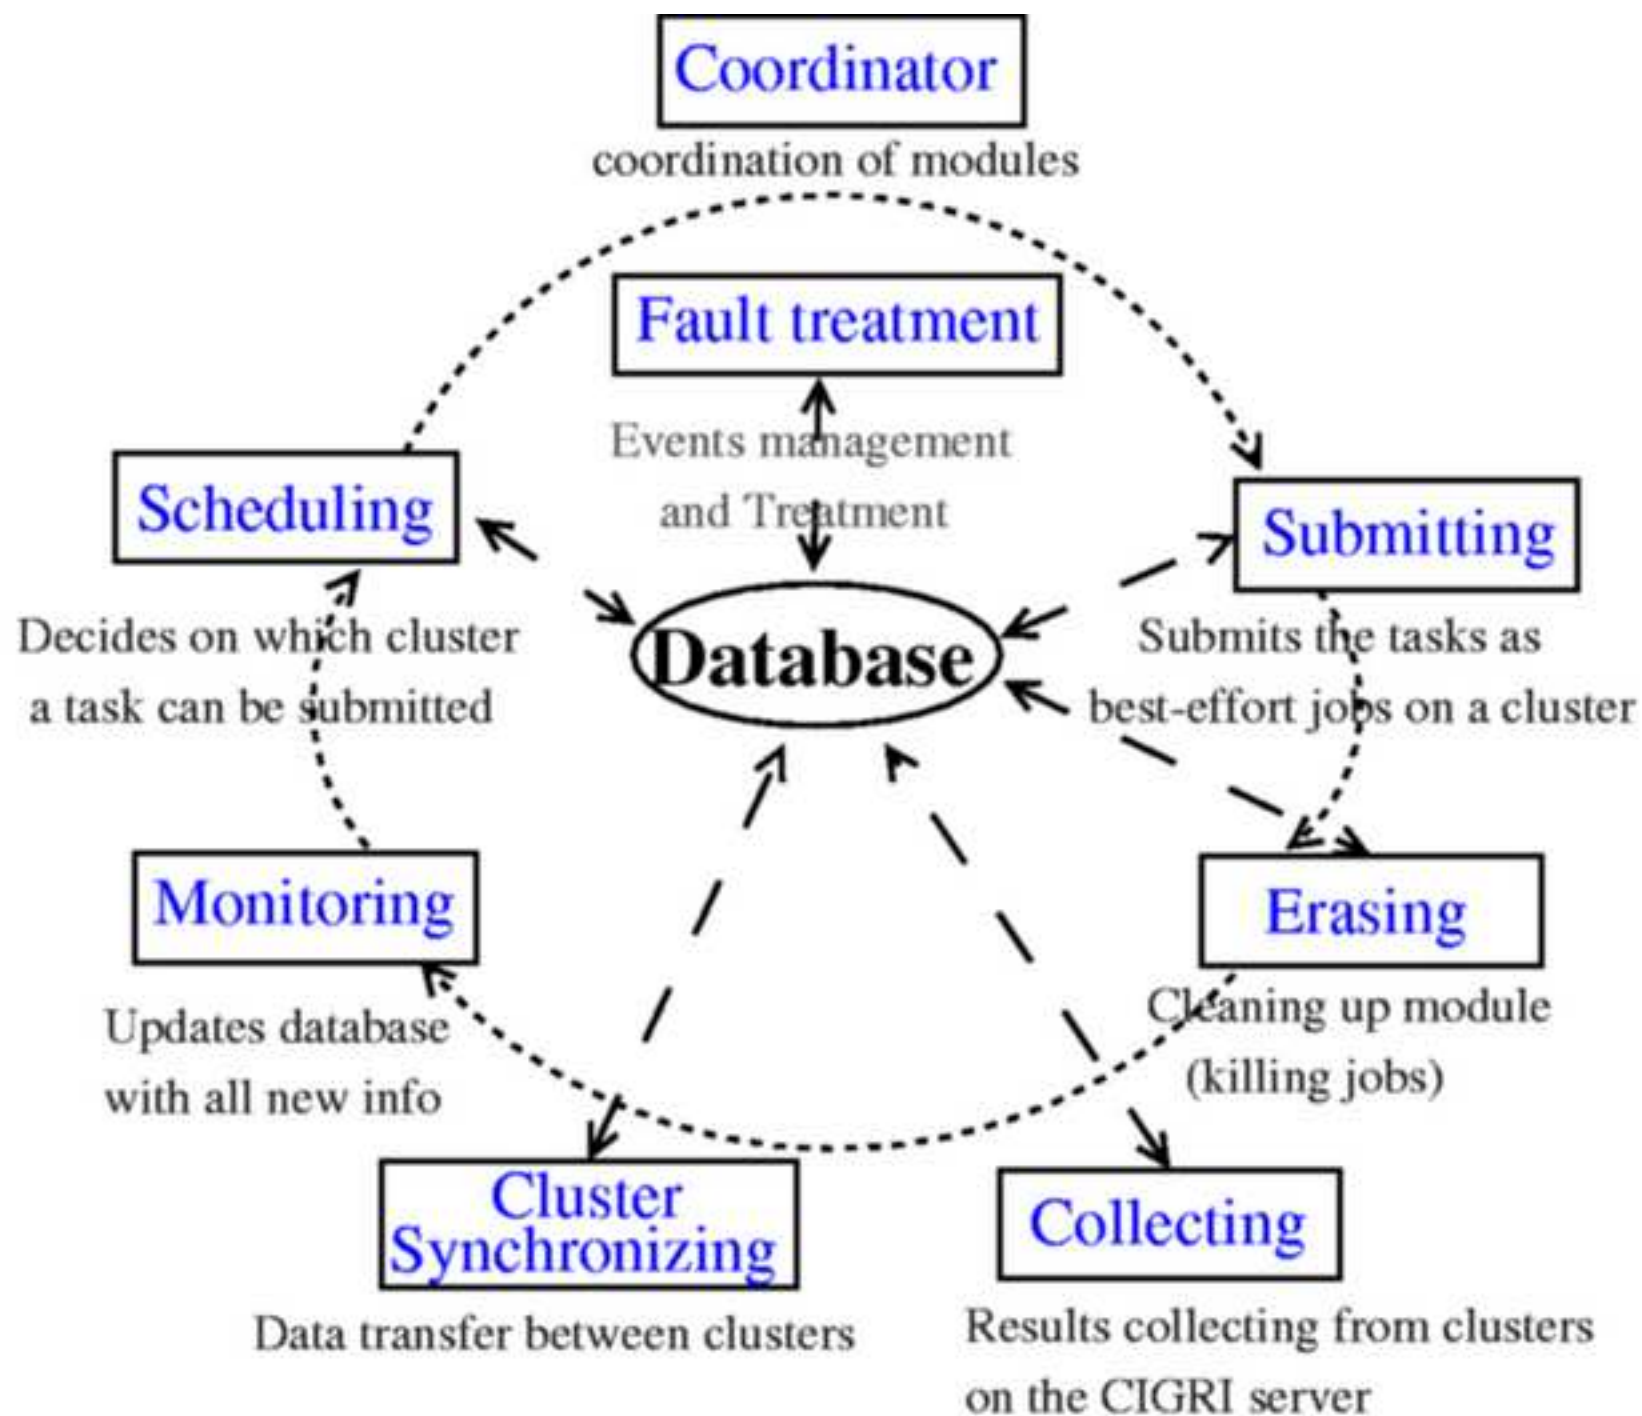 Coordinator
coordination of modules
Fault treatment
Events management
and Treatment
Scheduling
Decides on which cluster
a task can be submitted
Submitting
Submits the tasks as
best-effort jobs on a cluster
Database
Monitoring
Updates database
with all new info
Erasing
Cleaning up module
(killing jobs)
Cluster
Synchronizing
Data transfer between clusters
Collecting
Results collecting from clusters
on the CIGRI server